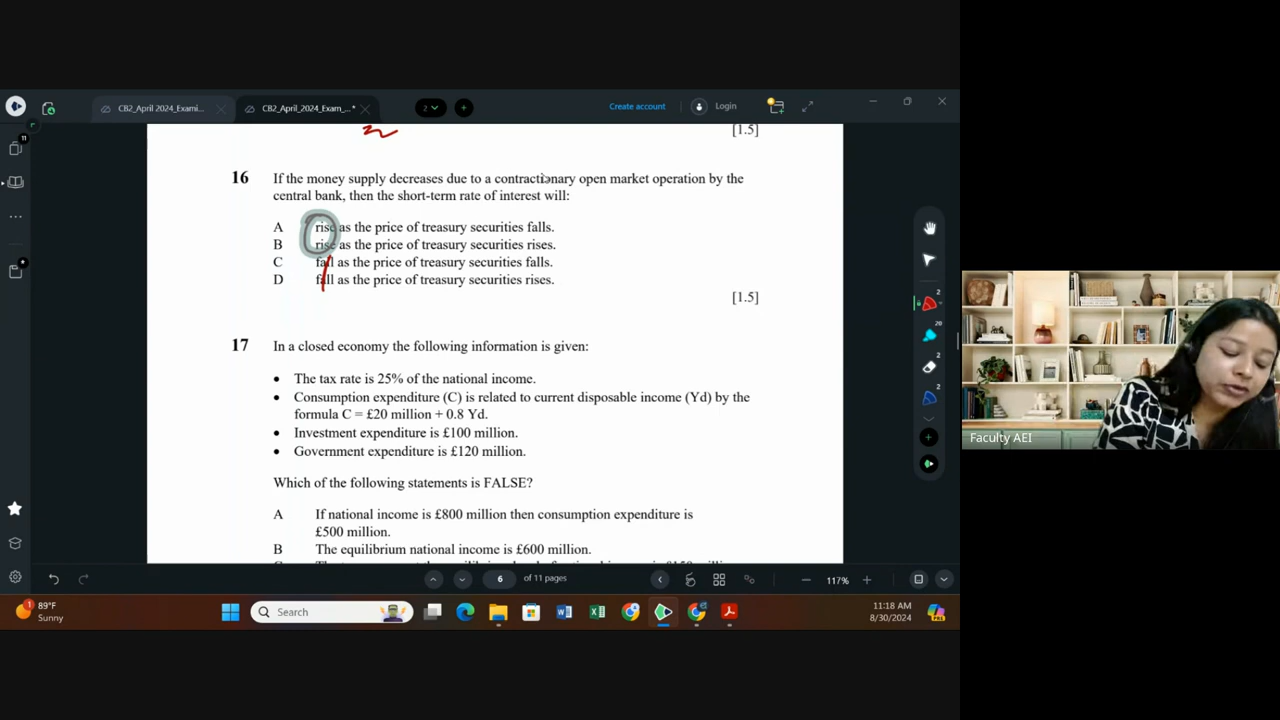 CB2_April 2024_Exami...
CB2_April_2024_Exam_... *
2
Create account
Login
[1.5]
11
16 If the money supply decreases due to a contractionary open market operation by the
central bank, then the short-term rate of interest will:
A rise as the price of treasury securities falls.
B rise as the price of treasury securities rises.
C fall as the price of treasury securities falls.
D fall as the price of treasury securities rises.
[1.5]
17 In a closed economy the following information is given:
• The tax rate is 25% of the national income.
• Consumption expenditure (C) is related to current disposable income (Yd) by the
formula C = £20 million + 0.8 Yd.
• Investment expenditure is £100 million.
• Government expenditure is £120 million.
Which of the following statements is FALSE?
A If national income is £800 million then consumption expenditure is
£500 million.
B The equilibrium national income is £600 million.
2
20
2
2
Faculty AEI
6 of 11 pages
117%
89°F
Sunny
Search
11:18 AM
8/30/2024